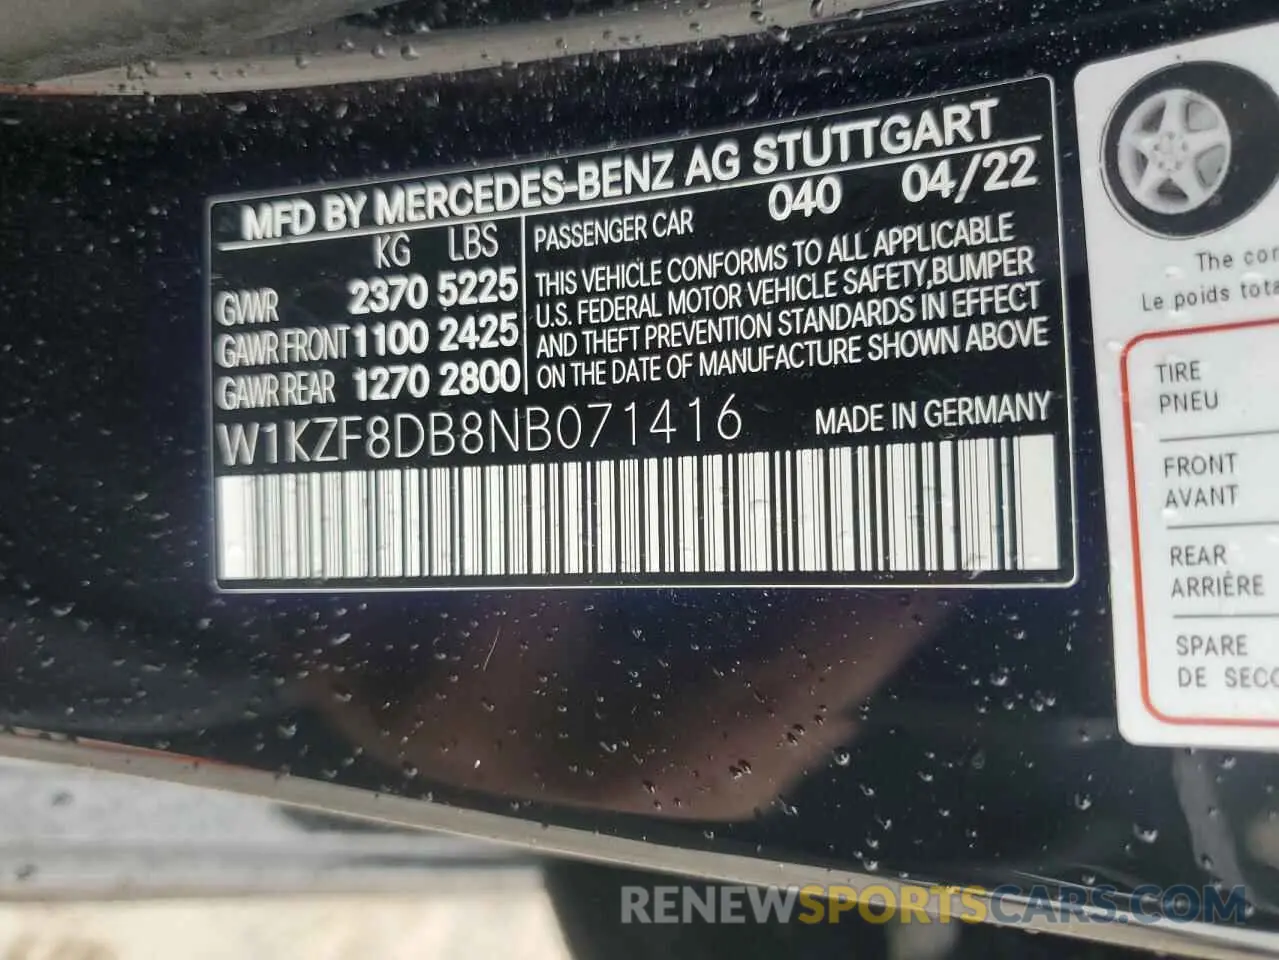 MFD BY MERCEDES-BENZ AG STUTTGART
KG LBS
GWWR 2370 5225
GAWR FRONT 1100 2425
GAWR REAR 1270 2800
PASSENGER CAR 040 04/22
THIS VEHICLE CONFORMS TO ALL APPLICABLE
U.S. FEDERAL MOTOR VEHICLE SAFETY,BUMPER
AND THEFT PREVENTION STANDARDS IN EFFECT
ON THE DATE OF MANUFACTURE SHOWN ABOVE
W1KZF8DB8NB071416 MADE IN GERMANY
The co
Le poids tota
TIRE
PNEU
FRONT
AVANT
REAR
ARRIÈRE
SPARE
DE SECO
RENEWSPORTSCARS.COM